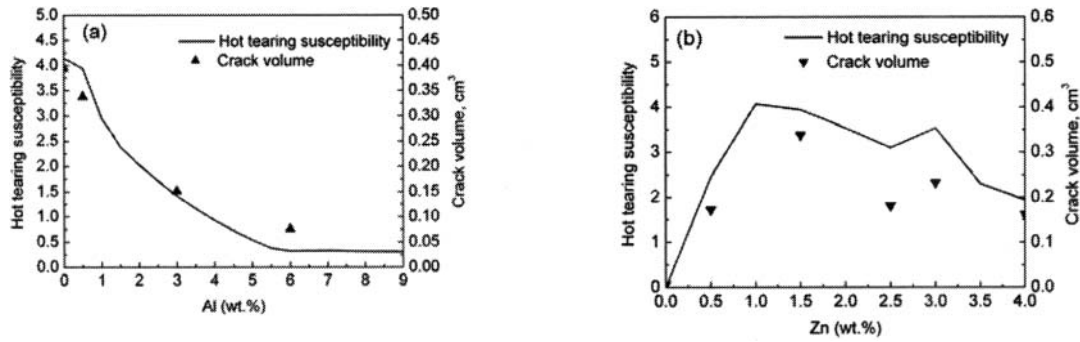 (a)
Hot tearing susceptibility
Crack volume
Hot tearing susceptibility
5.0
4.5
4.0
3.5
3.0
2.5
2.0
1.5
1.0
0.5
0.0
0.50
0.45
0.40
0.35
0.30
0.25
0.20
0.15
0.10
0.05
0.00
Crack volume, cm³
0 1 2 3 4 5 6 7 8 9
Al (wt.%)
(b)
Hot tearing susceptibility
Crack volume
Hot tearing susceptibility
6
5
4
3
2
1
0
0.6
0.5
0.4
0.3
0.2
0.1
0.0
Crack volume, cm³
0.0 0.5 1.0 1.5 2.0 2.5 3.0 3.5 4.0
Zn (wt.%)